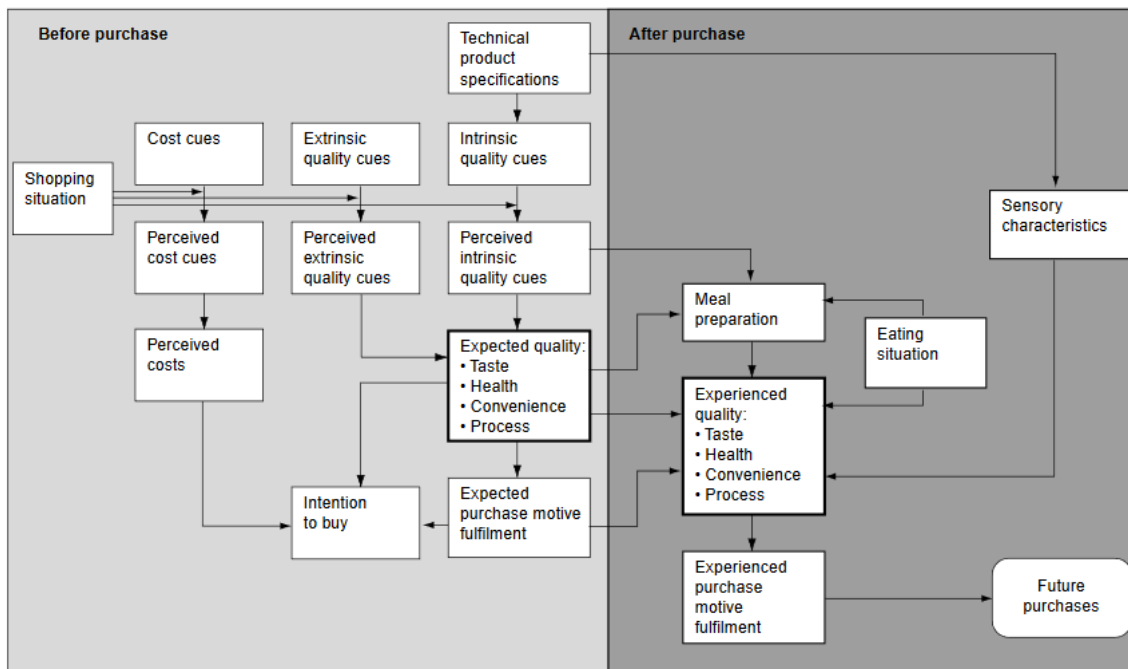 Before purchase
After purchase
Technical
product
specifications
Cost cues
Extrinsic
quality cues
Intrinsic
quality cues
Shopping
situation
Sensory
characteristics
Perceived
cost cues
Perceived
extrinsic
quality cues
Perceived
intrinsic
quality cues
Meal
preparation
Eating
situation
Perceived
costs
Expected quality:
• Taste
• Health
• Convenience
• Process
Experienced
quality:
• Taste
• Health
• Convenience
• Process
Intention
to buy
Expected
purchase motive
fulfilment
Experienced
purchase
motive
fulfilment
Future
purchases